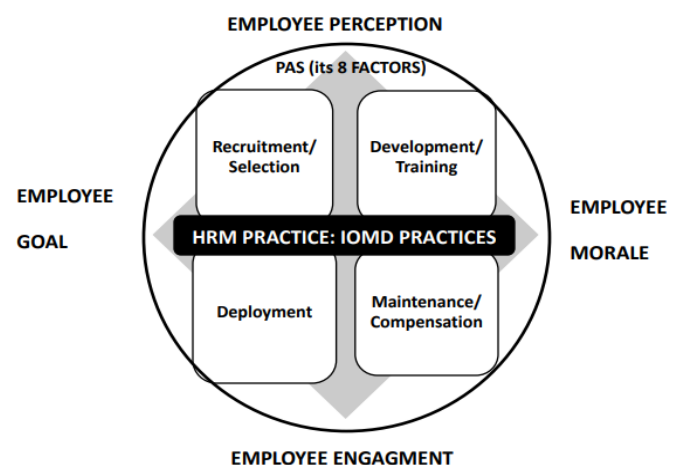 EMPLOYEE PERCEPTION
PAS (its 8 FACTORS)
Recruitment/
Selection
Development/
Training
EMPLOYEE
GOAL
HRM PRACTICE: IOMD PRACTICES
EMPLOYEE
MORALE
Deployment
Maintenance/
Compensation
EMPLOYEE ENGAGMENT